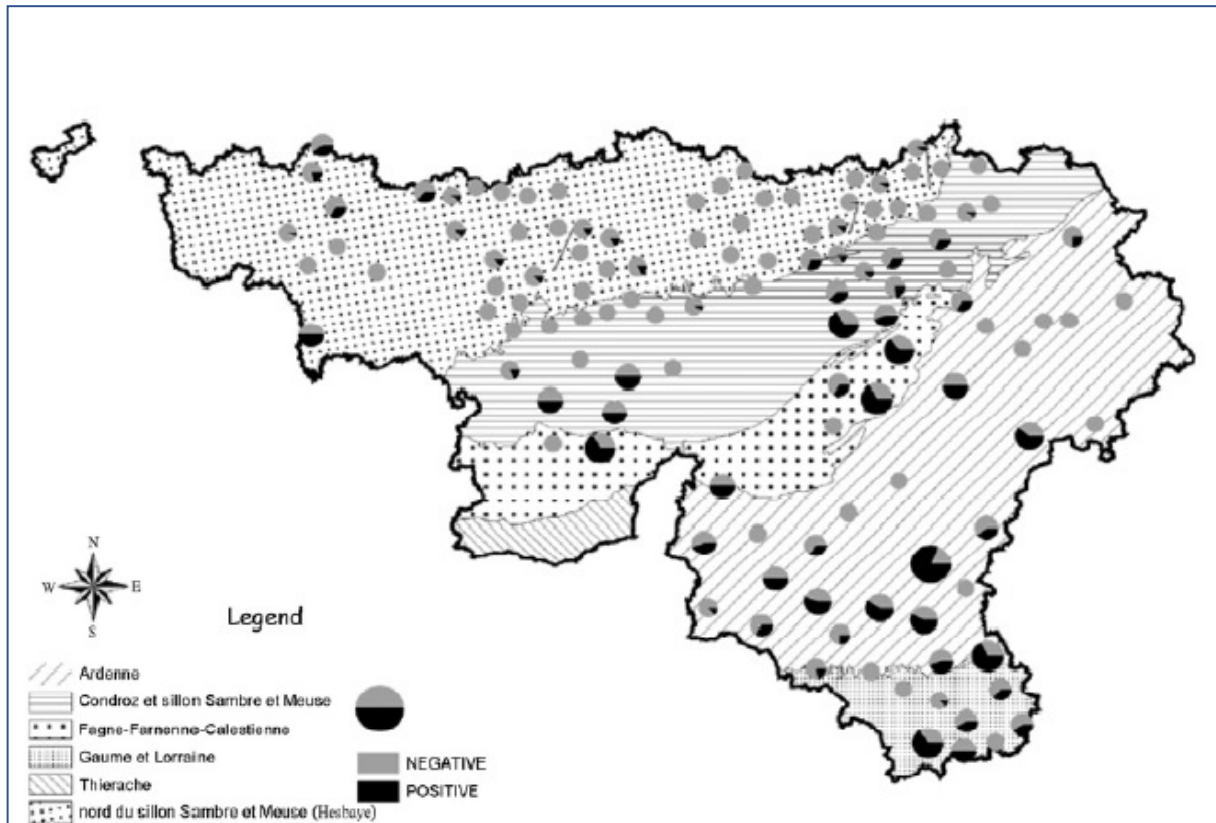 N
W E
S
Legend
Ardenne
Condroz et sillon Sambre et Meuse
Fagne-Famenne-Calestienne
Gaume et Lorraine
Thierache
nord du sillon Sambre et Meuse (Hesbaye)
NEGATIVE
POSITIVE